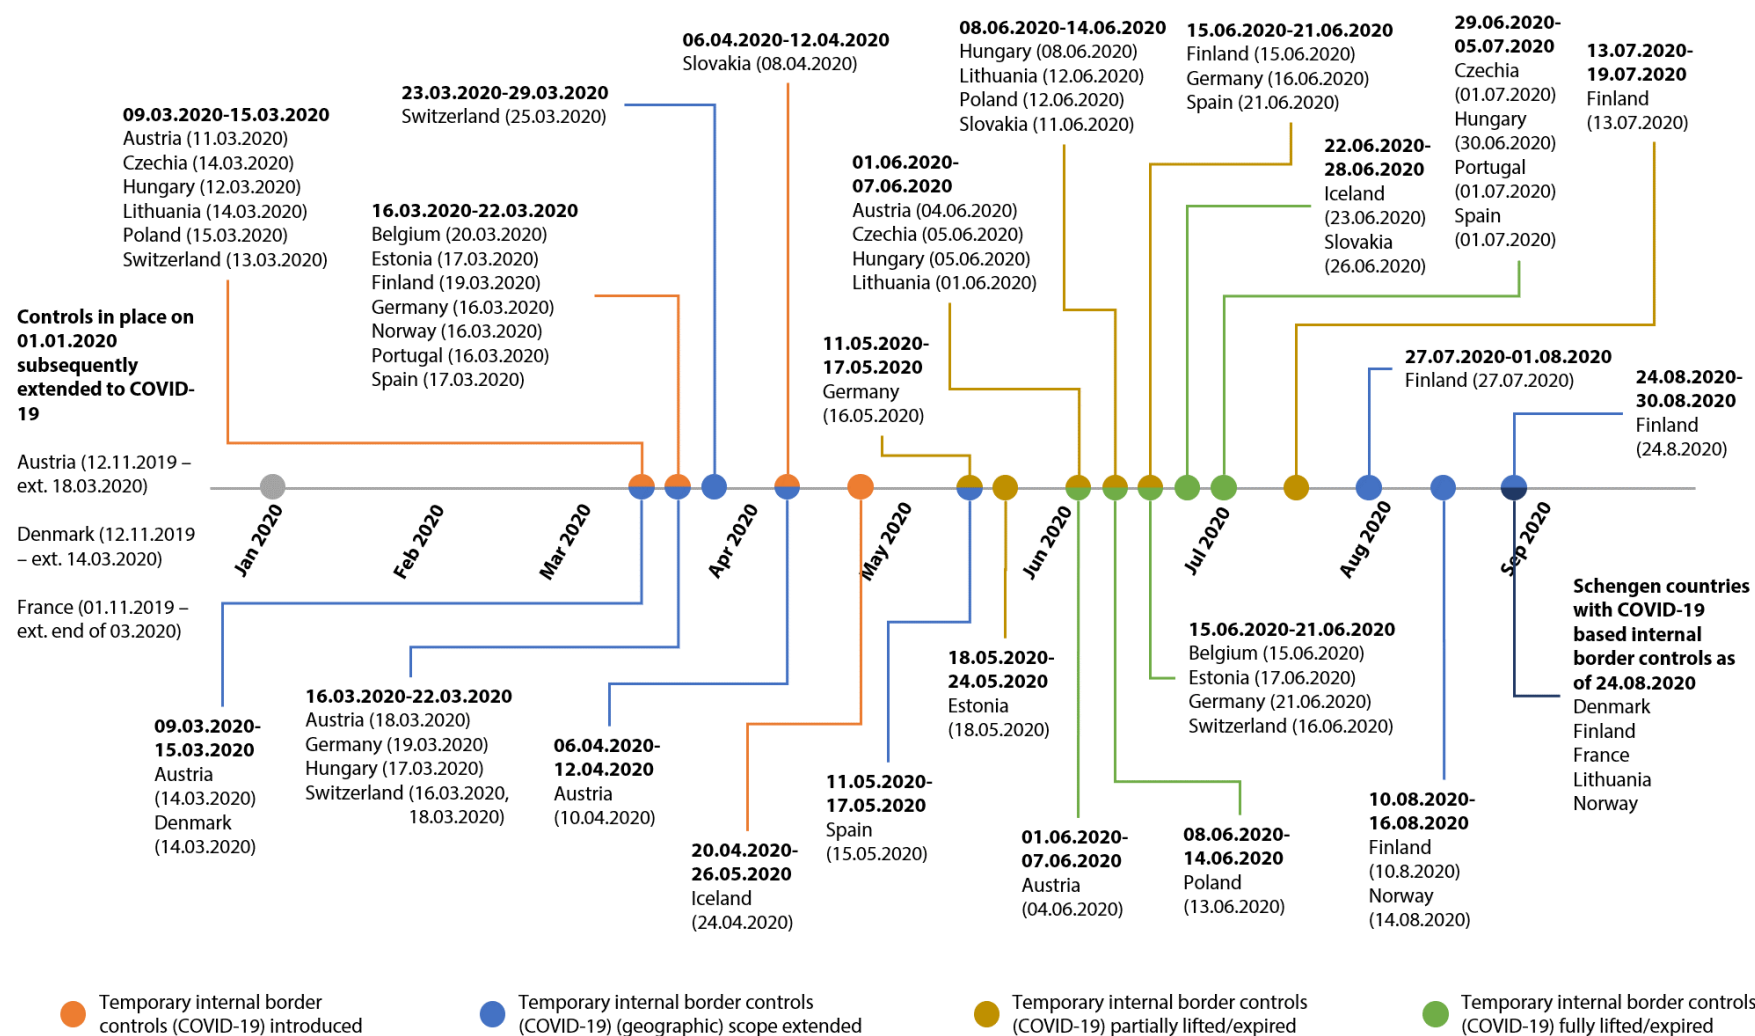 06.04.2020-12.04.2020
Slovakia (08.04.2020)
08.06.2020-14.06.2020
Hungary (08.06.2020)
Lithuania (12.06.2020)
Poland (12.06.2020)
Slovakia (11.06.2020)
15.06.2020-21.06.2020
Finland (15.06.2020)
Germany (16.06.2020)
Spain (21.06.2020)
29.06.2020-
05.07.2020
Czechia
(01.07.2020)
Hungary
(30.06.2020)
Portugal
(01.07.2020)
Spain
(01.07.2020)
13.07.2020-
19.07.2020
Finland
(13.07.2020)
23.03.2020-29.03.2020
Switzerland (25.03.2020)
09.03.2020-15.03.2020
Austria (11.03.2020)
Czechia (14.03.2020)
Hungary (12.03.2020)
Lithuania (14.03.2020)
Poland (15.03.2020)
Switzerland (13.03.2020)
16.03.2020-22.03.2020
Belgium (20.03.2020)
Estonia (17.03.2020)
Finland (19.03.2020)
Germany (16.03.2020)
Norway (16.03.2020)
Portugal (16.03.2020)
Spain (17.03.2020)
01.06.2020-
07.06.2020
Austria (04.06.2020)
Czechia (05.06.2020)
Hungary (05.06.2020)
Lithuania (01.06.2020)
22.06.2020-
28.06.2020
Iceland
(23.06.2020)
Slovakia
(26.06.2020)
11.05.2020-
17.05.2020
Germany
(16.05.2020)
27.07.2020-01.08.2020
Finland (27.07.2020)
24.08.2020-
30.08.2020
Finland
(24.8.2020)
Controls in place on
01.01.2020
subsequently
extended to COVID-
19
Austria (12.11.2019 –
ext. 18.03.2020)
Denmark (12.11.2019
– ext. 14.03.2020)
France (01.11.2019 –
ext. end of 03.2020)
Jan 2020
Feb 2020
Mar 2020
Apr 2020
May 2020
Jun 2020
Jul 2020
Aug 2020
Sep 2020
09.03.2020-
15.03.2020
Austria
(14.03.2020)
Denmark
(14.03.2020)
16.03.2020-22.03.2020
Austria (18.03.2020)
Germany (19.03.2020)
Hungary (17.03.2020)
Switzerland (16.03.2020,
18.03.2020)
06.04.2020-
12.04.2020
Austria
(10.04.2020)
20.04.2020-
26.05.2020
Iceland
(24.04.2020)
11.05.2020-
17.05.2020
Spain
(15.05.2020)
18.05.2020-
24.05.2020
Estonia
(18.05.2020)
01.06.2020-
07.06.2020
Austria
(04.06.2020)
08.06.2020-
14.06.2020
Poland
(13.06.2020)
15.06.2020-21.06.2020
Belgium (15.06.2020)
Estonia (17.06.2020)
Germany (21.06.2020)
Switzerland (16.06.2020)
10.08.2020-
16.08.2020
Finland
(10.8.2020)
Norway
(14.08.2020)
Schengen countries
with COVID-19
based internal
border controls as
of 24.08.2020
Denmark
Finland
France
Lithuania
Norway
Temporary internal border
controls (COVID-19) introduced
Temporary internal border controls
(COVID-19) (geographic) scope extended
Temporary internal border controls
(COVID-19) partially lifted/expired
Temporary internal border controls
(COVID-19) fully lifted/expired